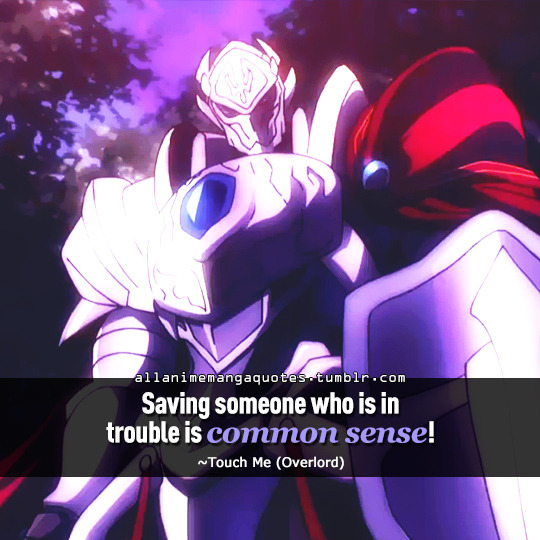 allanimemangaquotes.tumblr.com
Saving someone who is in
trouble is common sense!
~Touch Me (Overlord)